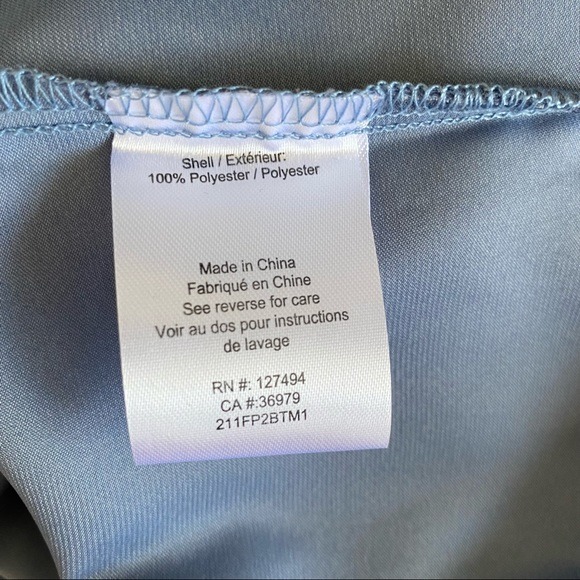 Shell / Extérieur:
100% Polyester / Polyester
Made in China
Fabriqué en Chine
See reverse for care
Voir au dos pour instructions
de lavage
RN #: 127494
CA #:36979
211FP2BTM1